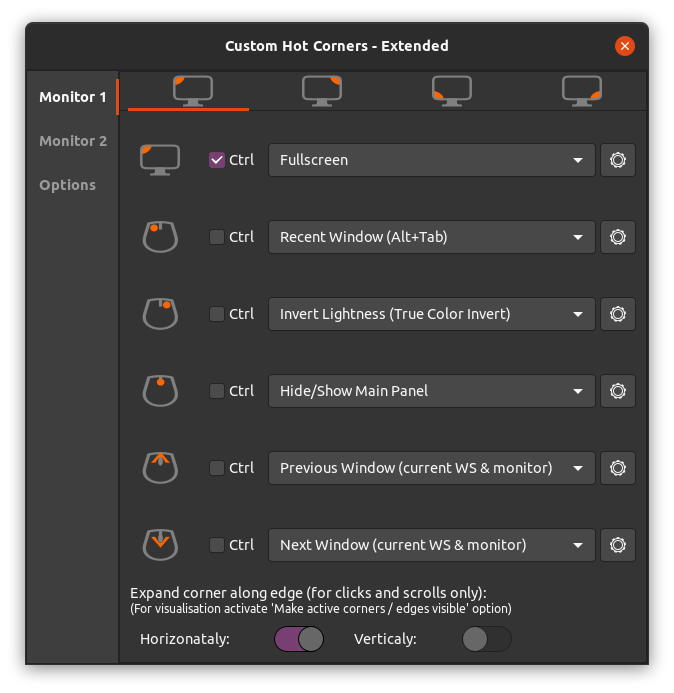 Custom Hot Corners - Extended
Monitor 1
Monitor 2
Options
Ctrl Fullscreen
Ctrl Recent Window (Alt+Tab)
Ctrl Invert Lightness (True Color Invert)
Ctrl Hide/Show Main Panel
Ctrl Previous Window (current WS & monitor)
Ctrl Next Window (current WS & monitor)
Expand corner along edge (for clicks and scrolls only):
(For visualisation activate 'Make active corners / edges visible' option)
Horizonataly: Verticaly: